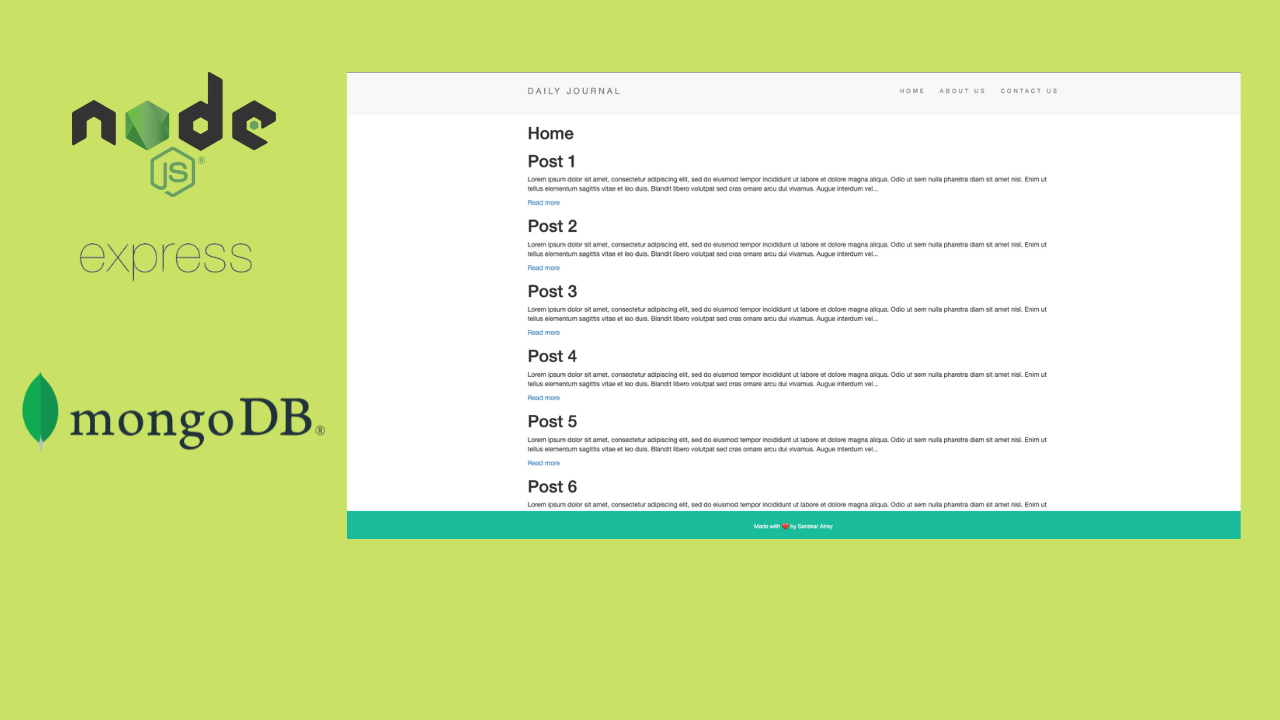 node
JS®
express
mongoDB®
DAILY JOURNAL
HOME ABOUT US CONTACT US
Home
Post 1
Lorem ipsum dolor sit amet, consectetur adipiscing elit, sed do eiusmod tempor incididunt ut labore et dolore magna aliqua. Odio ut sem nulla pharetra diam sit amet nisl. Enim ut
tellus elementum sagittis vitae et leo duis. Blandit libero volutpat sed cras ornare arcu dui vivamus. Augue interdum vel...
Read more
Post 2
Lorem ipsum dolor sit amet, consectetur adipiscing elit, sed do eiusmod tempor incididunt ut labore et dolore magna aliqua. Odio ut sem nulla pharetra diam sit amet nisl. Enim ut
tellus elementum sagittis vitae et leo duis. Blandit libero volutpat sed cras ornare arcu dui vivamus. Augue interdum vel...
Read more
Post 3
Lorem ipsum dolor sit amet, consectetur adipiscing elit, sed do eiusmod tempor incididunt ut labore et dolore magna aliqua. Odio ut sem nulla pharetra diam sit amet nisl. Enim ut
tellus elementum sagittis vitae et leo duis. Blandit libero volutpat sed cras ornare arcu dui vivamus. Augue interdum vel...
Read more
Post 4
Lorem ipsum dolor sit amet, consectetur adipiscing elit, sed do eiusmod tempor incididunt ut labore et dolore magna aliqua. Odio ut sem nulla pharetra diam sit amet nisl. Enim ut
tellus elementum sagittis vitae et leo duis. Blandit libero volutpat sed cras ornare arcu dui vivamus. Augue interdum vel...
Read more
Post 5
Lorem ipsum dolor sit amet, consectetur adipiscing elit, sed do eiusmod tempor incididunt ut labore et dolore magna aliqua. Odio ut sem nulla pharetra diam sit amet nisl. Enim ut
tellus elementum sagittis vitae et leo duis. Blandit libero volutpat sed cras ornare arcu dui vivamus. Augue interdum vel...
Read more
Post 6
Lorem ipsum dolor sit amet, consectetur adipiscing elit, sed do eiusmod tempor incididunt ut labore et dolore magna aliqua. Odio ut sem nulla pharetra diam sit amet nisl. Enim ut
Made with ❤️ by Sanskar Atrey